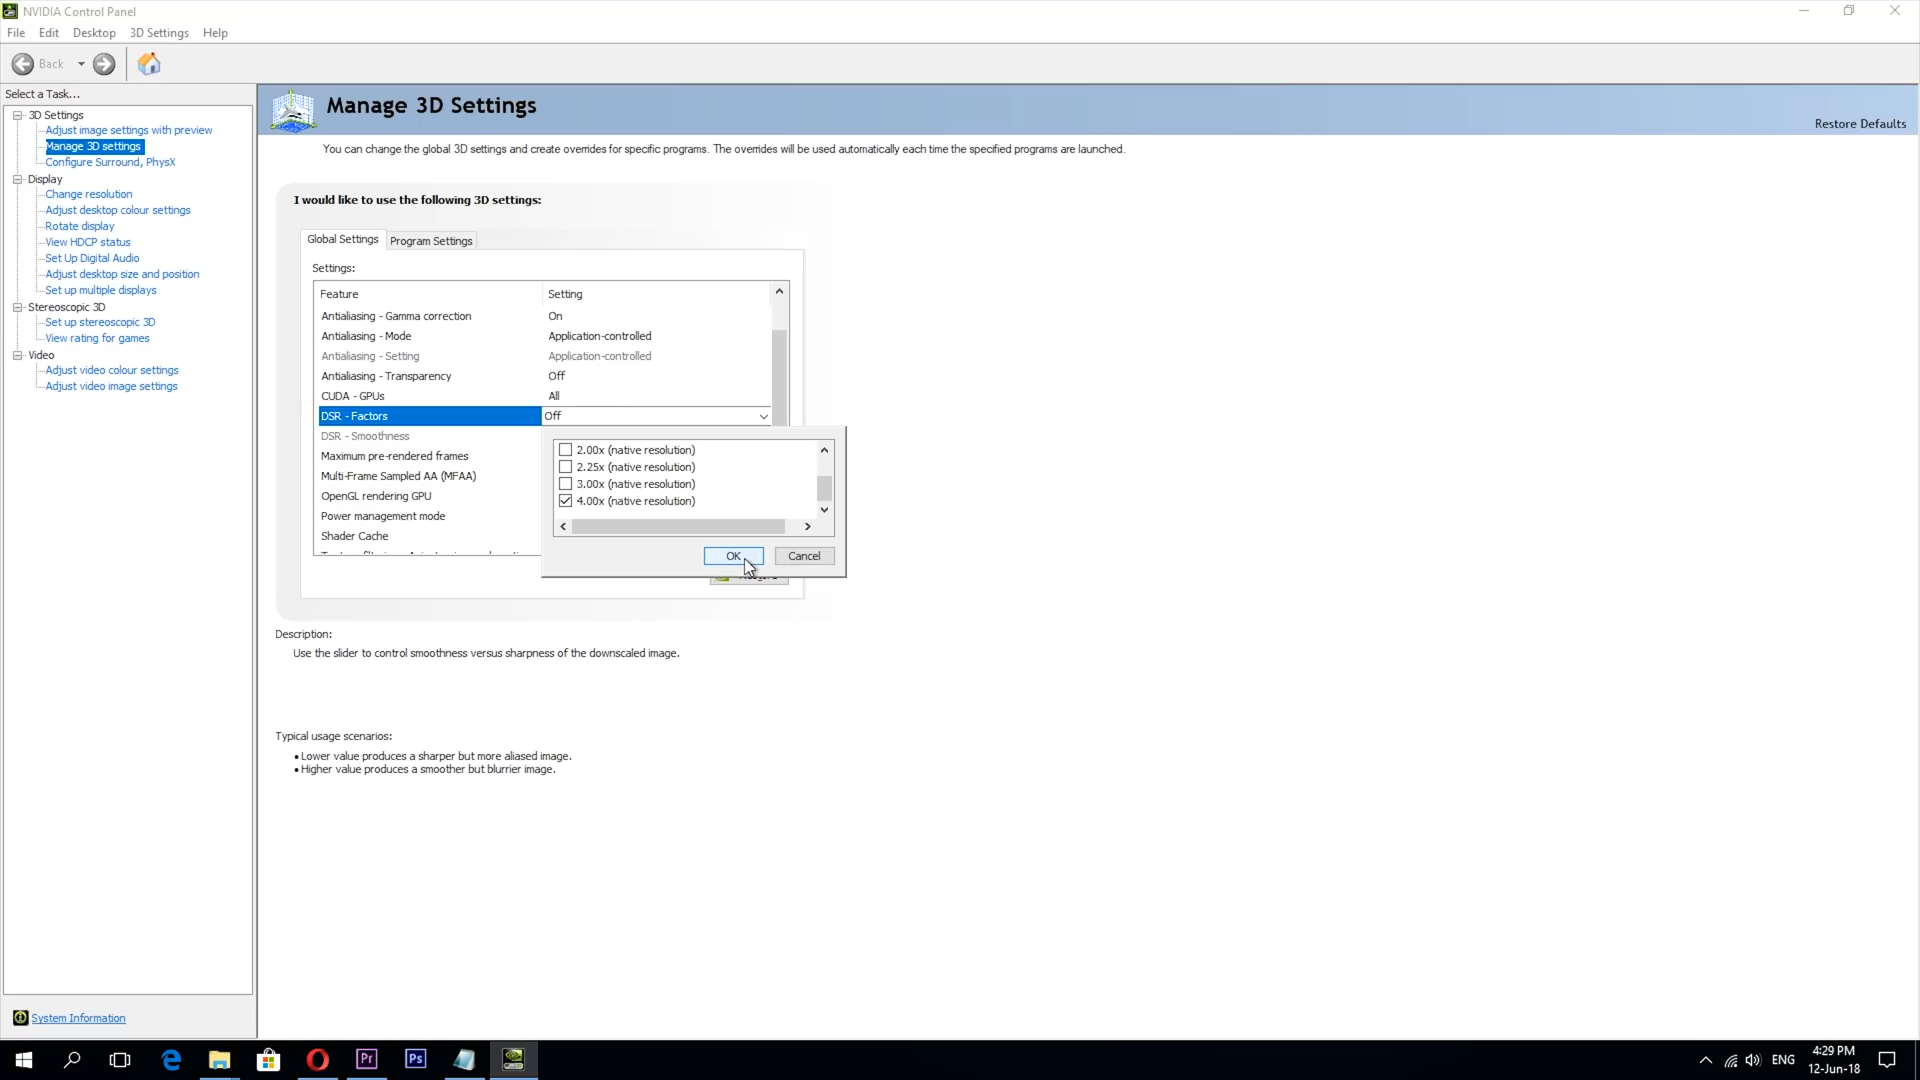 NVIDIA Control Panel
File Edit Desktop 3D Settings Help
Back
Select a Task...
3D Settings
Adjust image settings with preview
Manage 3D settings
Configure Surround, PhysX
Display
Change resolution
Adjust desktop colour settings
Rotate display
View HDCP status
Set Up Digital Audio
Adjust desktop size and position
Set up multiple displays
Stereoscopic 3D
Set up stereoscopic 3D
View rating for games
Video
Adjust video colour settings
Adjust video image settings
System Information
Manage 3D Settings
Restore Defaults
You can change the global 3D settings and create overrides for specific programs. The overrides will be used automatically each time the specified programs are launched.
I would like to use the following 3D settings:
Global Settings Program Settings
Settings:
Feature Setting
Antialiasing - Gamma correction On
Antialiasing - Mode Application-controlled
Antialiasing - Setting Application-controlled
Antialiasing - Transparency Off
CUDA - GPUs All
DSR - Factors Off
DSR - Smoothness
Maximum pre-rendered frames
Multi-Frame Sampled AA (MFAA)
OpenGL rendering GPU
Power management mode
Shader Cache
2.00x (native resolution)
2.25x (native resolution)
3.00x (native resolution)
4.00x (native resolution)
OK Cancel
Description:
Use the slider to control smoothness versus sharpness of the downscaled image.
Typical usage scenarios:
• Lower value produces a sharper but more aliased image.
• Higher value produces a smoother but blurrier image.
Pr Ps
ENG
4:29 PM
12-Jun-18